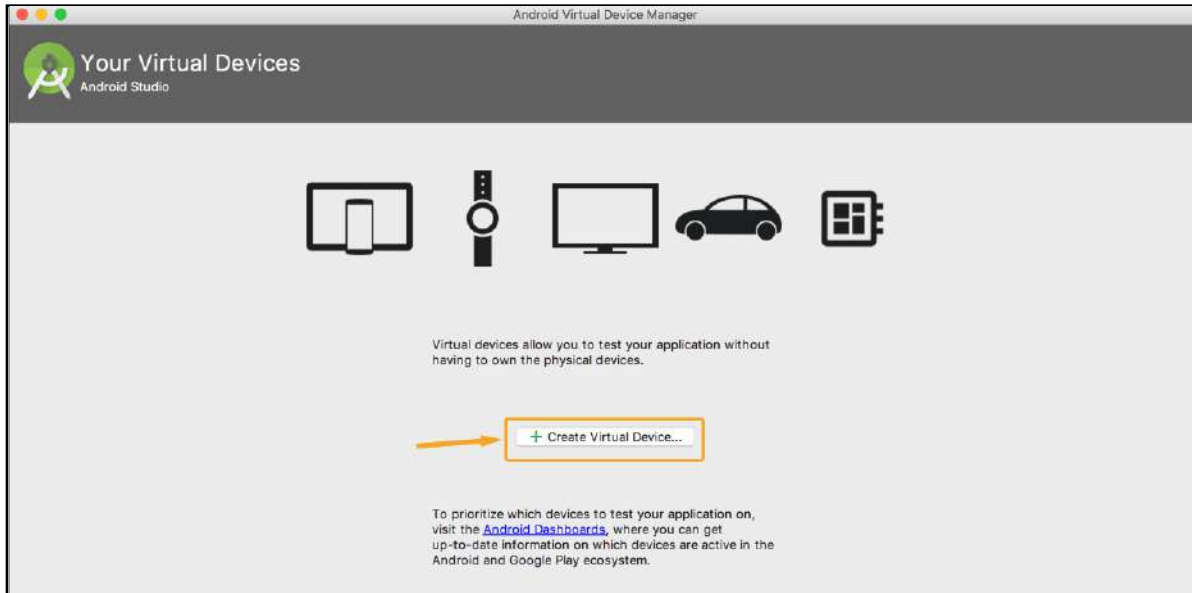 Android Virtual Device Manager
Your Virtual Devices
Android Studio
Virtual devices allow you to test your application without
having to own the physical devices.
+ Create Virtual Device...
To prioritize which devices to test your application on,
visit the Android Dashboards, where you can get
up-to-date information on which devices are active in the
Android and Google Play ecosystem.